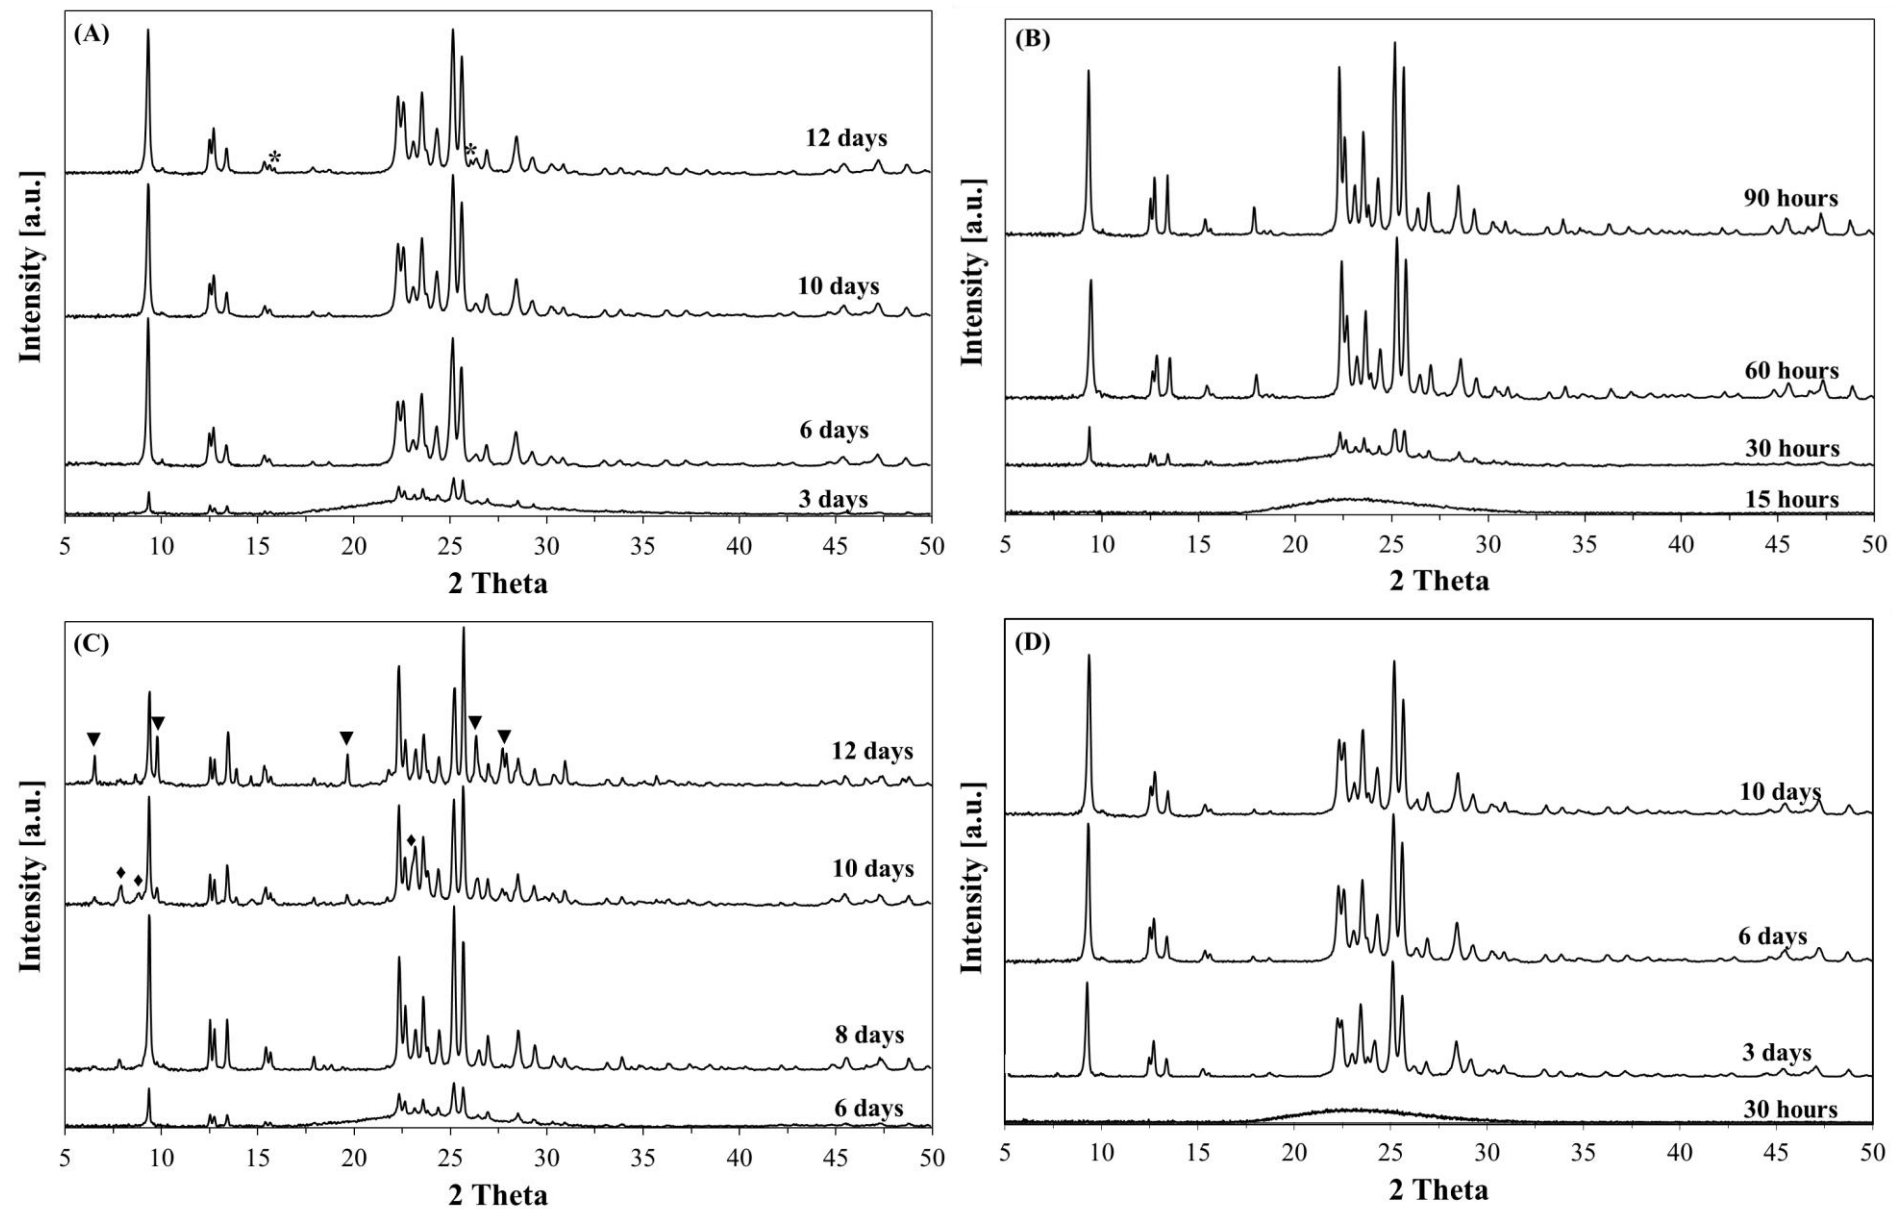 (A)
*
*
12 days
10 days
6 days
3 days
Intensity [a.u.]
5 10 15 20 25 30 35 40 45 50
2 Theta
(B)
90 hours
60 hours
30 hours
15 hours
Intensity [a.u.]
5 10 15 20 25 30 35 40 45 50
2 Theta
(C)
12 days
10 days
8 days
6 days
Intensity [a.u.]
5 10 15 20 25 30 35 40 45 50
2 Theta
(D)
10 days
6 days
3 days
30 hours
Intensity [a.u.]
5 10 15 20 25 30 35 40 45 50
2 Theta